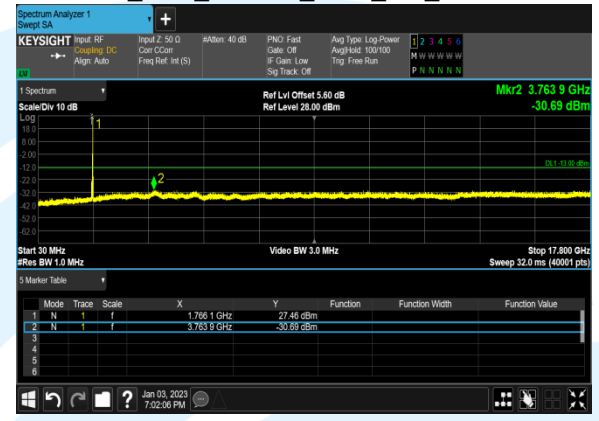 Spectrum Analyzer 1
Swept SA
KEYSIGHT
Input: RF
Coupling: DC
Align: Auto
Input Z: 50 Ω
Corr CCorr
Freq Ref: Int (S)
#Atten: 40 dB
PNO: Fast
Gate: Off
IF Gain: Low
Sig Track: Off
Avg Type: Log-Power
Avg|Hold: 100/100
Trig: Free Run
1 2 3 4 5 6
M W W W W W
P N N N N N
1 Spectrum
Scale/Div 10 dB
Ref Lvl Offset 5.60 dB
Ref Level 28.00 dBm
Mkr2 3.763 9 GHz
-30.69 dBm
Log
18.0
8.00
-2.00
-12.0
-22.0
-32.0
-42.0
-52.0
-62.0
1
2
DL1 -13.00 dBm
Start 30 MHz
#Res BW 1.0 MHz
Video BW 3.0 MHz
Stop 17.800 GHz
Sweep 32.0 ms (40001 pts)
5 Marker Table
Mode Trace Scale X Y Function Function Width Function Value
1 N 1 f 1.766 1 GHz 27.46 dBm
2 N 1 f 3.763 9 GHz -30.69 dBm
3
4
5
6
?
Jan 03, 2023
7:02:06 PM